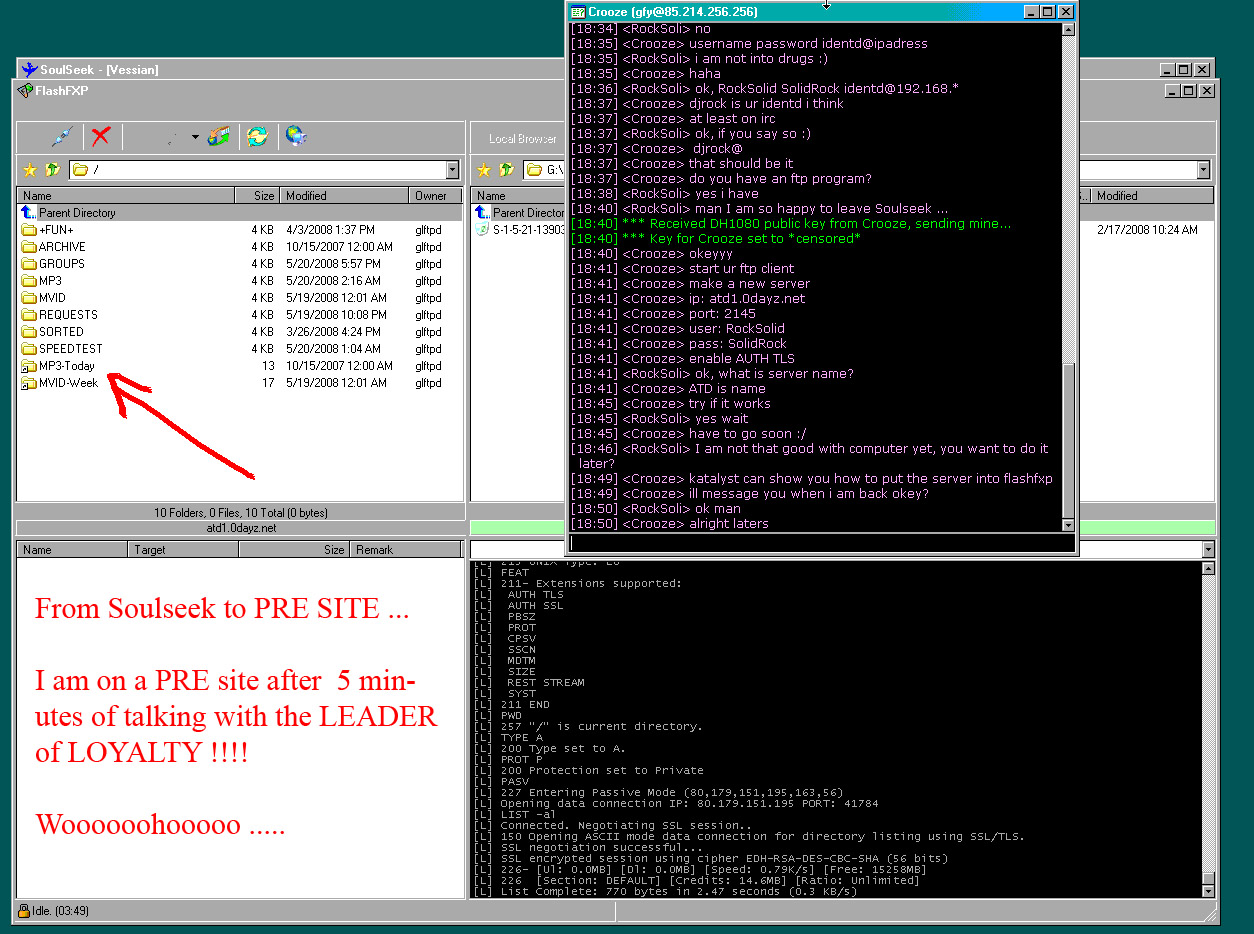 Crooze (gfy@85.214.256.256)
[18:34] <RockSoli> no
[18:35] <Crooze> username password identd@ipadress
[18:35] <RockSoli> i am not into drugs :)
[18:35] <Crooze> haha
[18:36] <RockSoli> ok, RockSolid SolidRock identd@192.168.*
[18:37] <Crooze> djrock is ur identd i think
[18:37] <Crooze> at least on irc
[18:37] <RockSoli> ok, if you say so :)
[18:37] <Crooze>  djrock@
[18:37] <Crooze> that should be it
[18:37] <Crooze> do you have an ftp program?
[18:38] <RockSoli> yes i have
[18:40] <RockSoli> man I am so happy to leave Soulseek ...
[18:40] *** Received DH1080 public key from Crooze, sending mine...
[18:40] *** Key for Crooze set to *censored*
[18:40] <Crooze> okeyyy
[18:41] <Crooze> start ur ftp client
[18:41] <Crooze> make a new server
[18:41] <Crooze> ip: atd1.0dayz.net
[18:41] <Crooze> port: 2145
[18:41] <Crooze> user: RockSolid
[18:41] <Crooze> pass: SolidRock
[18:41] <Crooze> enable AUTH TLS
[18:41] <RockSoli> ok, what is server name?
[18:41] <Crooze> ATD is name
[18:45] <Crooze> try if it works
[18:45] <RockSoli> yes wait
[18:45] <Crooze> have to go soon :/
[18:46] <RockSoli> I am not that good with computer yet, you want to do it
later?
[18:49] <Crooze> katalyst can show you how to put the server into flashfxp
[18:49] <Crooze> ill message you when i am back okey?
[18:50] <RockSoli> ok man
[18:50] <Crooze> alright laters
SoulSeek - [Vessian]
FlashFXP
Local Browser
/
G:\
Name Size Modified Owner
Parent Directory
+FUN+ 4 KB 4/3/2008 1:37 PM glftpd
ARCHIVE 4 KB 10/15/2007 12:00 AM glftpd
GROUPS 4 KB 5/20/2008 5:57 PM glftpd
MP3 4 KB 5/20/2008 2:16 AM glftpd
MVID 4 KB 5/19/2008 12:01 AM glftpd
REQUESTS 4 KB 5/19/2008 10:08 PM glftpd
SORTED 4 KB 3/26/2008 4:24 PM glftpd
SPEEDTEST 4 KB 5/20/2008 1:04 AM glftpd
MP3-Today 13 10/15/2007 12:00 AM glftpd
MVID-Week 17 5/19/2008 12:01 AM glftpd
10 Folders, 0 Files, 10 Total (0 bytes)
atd1.0dayz.net
Name Modified
Parent Director
S-1-5-21-13903 2/17/2008 10:24 AM
Name Target Size Remark
From Soulseek to PRE SITE ...
I am on a PRE site after 5 min-
utes of talking with the LEADER
of LOYALTY !!!!
Woooooohooooo .....
[L] FEAT
[L] 211- Extensions supported:
[L] AUTH TLS
[L] AUTH SSL
[L] PBSZ
[L] PROT
[L] CPSV
[L] SSCN
[L] MDTM
[L] SIZE
[L] REST STREAM
[L] SYST
[L] 211 END
[L] PWD
[L] 257 "/" is current directory.
[L] TYPE A
[L] 200 Type set to A.
[L] PROT P
[L] 200 Protection set to Private
[L] PASV
[L] 227 Entering Passive Mode (80,179,151,195,163,56)
[L] Opening data connection IP: 80.179.151.195 PORT: 41784
[L] LIST -al
[L] Connected. Negotiating SSL session..
[L] 150 Opening ASCII mode data connection for directory listing using SSL/TLS.
[L] SSL negotiation successful...
[L] SSL encrypted session using cipher EDH-RSA-DES-CBC-SHA (56 bits)
[L] 226- [Ul: 0.0MB] [Dl: 0.0MB] [Speed: 0.79K/s] [Free: 15258MB]
[L] 226  [Section: DEFAULT] [Credits: 14.6MB] [Ratio: Unlimited]
[L] List Complete: 770 bytes in 2.47 seconds (0.3 KB/s)
Idle. (03:49)